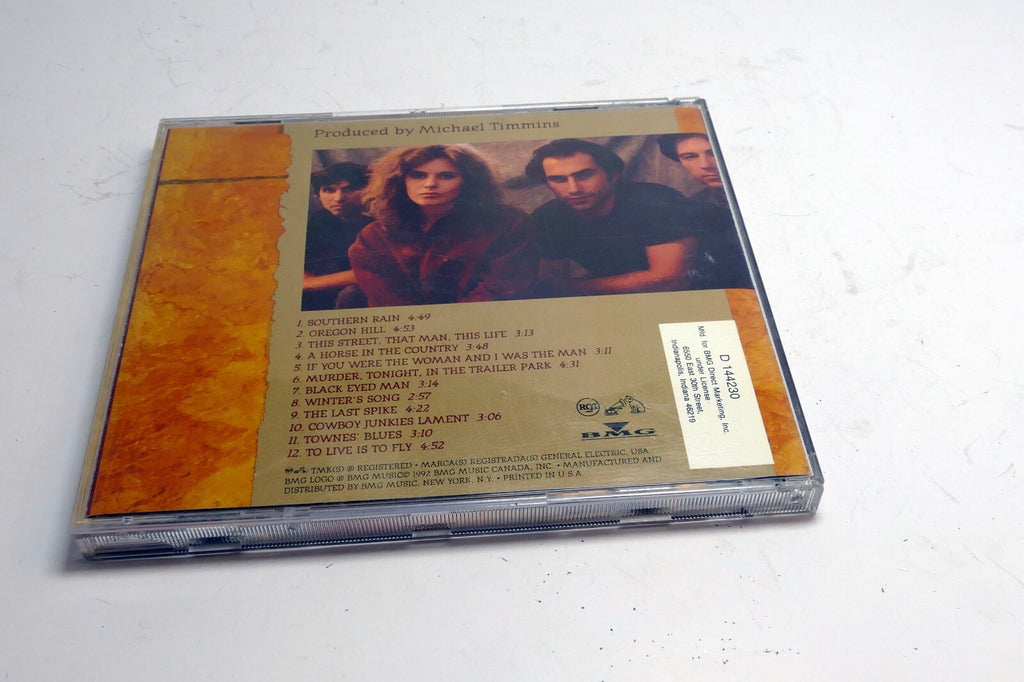 Produced by Michael Timmins
1. SOUTHERN RAIN 4:49
2. OREGON HILL 4:53
3. THIS STREET, THAT MAN, THIS LIFE 3:13
4. A HORSE IN THE COUNTRY 3:48
5. IF YOU WERE THE WOMAN AND I WAS THE MAN 3:11
6. MURDER, TONIGHT, IN THE TRAILER PARK 4:31
7. BLACK EYED MAN 3:14
8. WINTER'S SONG 2:57
9. THE LAST SPIKE 4:22
10. COWBOY JUNKIES LAMENT 3:06
11. TOWNES' BLUES 3:10
12. TO LIVE IS TO FLY 4:52
RCA
BMG
TMK(S) ® REGISTERED • MARCA(S) REGISTRADA(S) GENERAL ELECTRIC, USA
BMG LOGO ® BMG MUSIC © 1992 BMG MUSIC CANADA, INC. • MANUFACTURED AND
DISTRIBUTED BY BMG MUSIC, NEW YORK, N.Y. • PRINTED IN U.S.A.
D 144230
Mfd. for BMG Direct Marketing, Inc.
under License
6550 East 30th Street,
Indianapolis, Indiana 46219